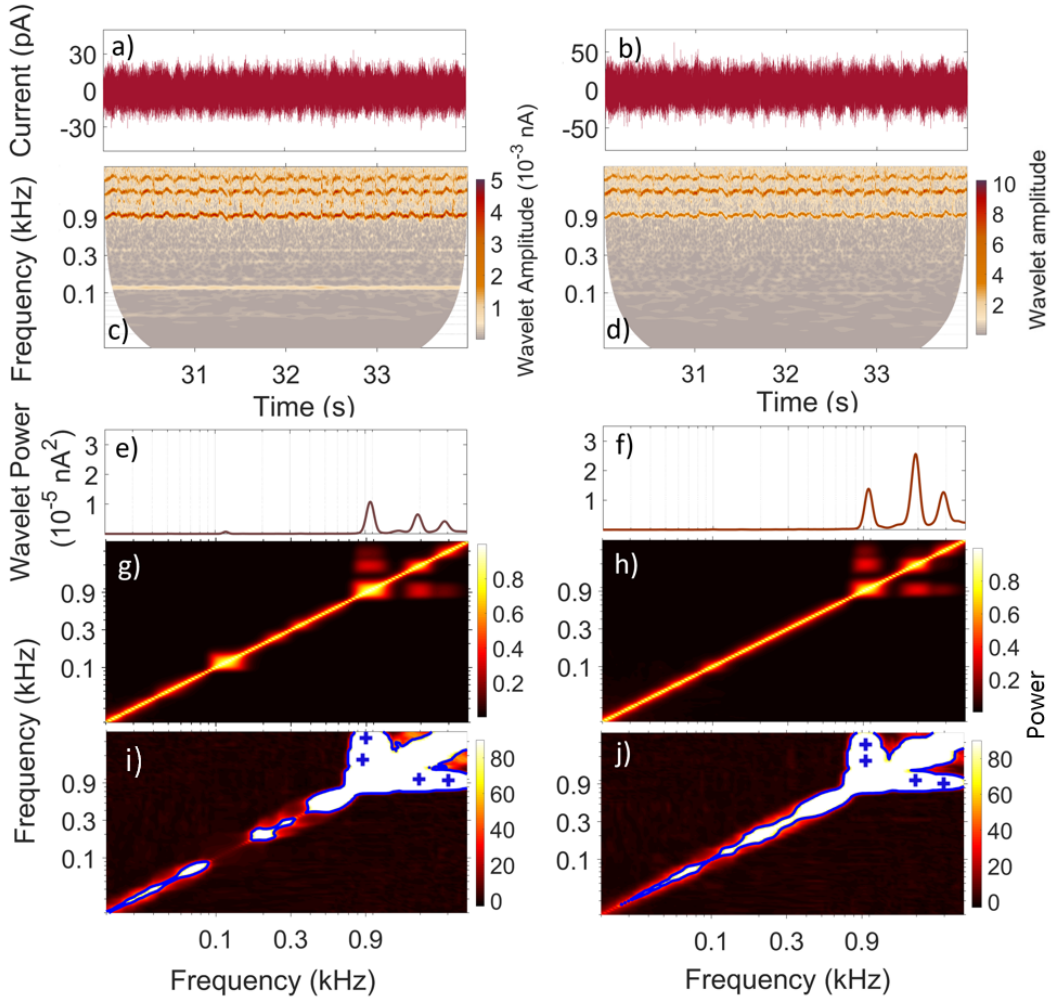 a)
b)
Current (pA)
30
0
-30
50
0
-50
Frequency (kHz)
0.9
0.3
0.1
c)
5
4
3
2
1
Wavelet Amplitude (10-3 nA)
0.9
0.3
0.1
d)
10
8
6
4
2
Wavelet amplitude
31 32 33
31 32 33
Time (s)
Time (s)
Wavelet Power
(10-5 nA2)
e)
3
2
1
f)
3
2
1
g)
0.9
0.3
0.1
0.8
0.6
0.4
0.2
h)
0.9
0.3
0.1
0.8
0.6
0.4
0.2
Power
Frequency (kHz)
i)
0.9
0.3
0.1
80
60
40
20
0
j)
0.9
0.3
0.1
80
60
40
20
0
0.1 0.3 0.9
0.1 0.3 0.9
Frequency (kHz)
Frequency (kHz)